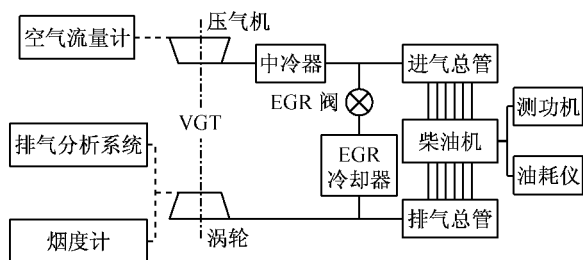 空气流量计
压气机
中冷器
进气总管
EGR 阀
测功机
VGT
排气分析系统
EGR
冷却器
柴油机
油耗仪
烟度计
涡轮
排气总管